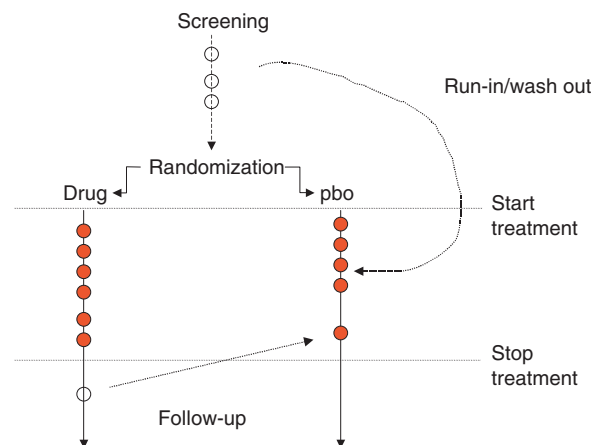 Screening
Run-in/wash out
Randomization
Drug
pbo
Start
treatment
Stop
treatment
Follow-up